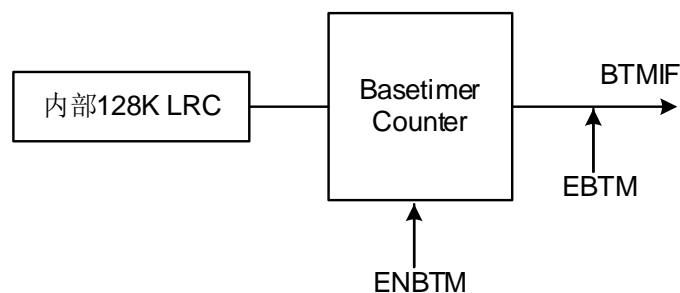 内部128K LRC
Basetimer
Counter
BTMIF
EBTM
ENBTM